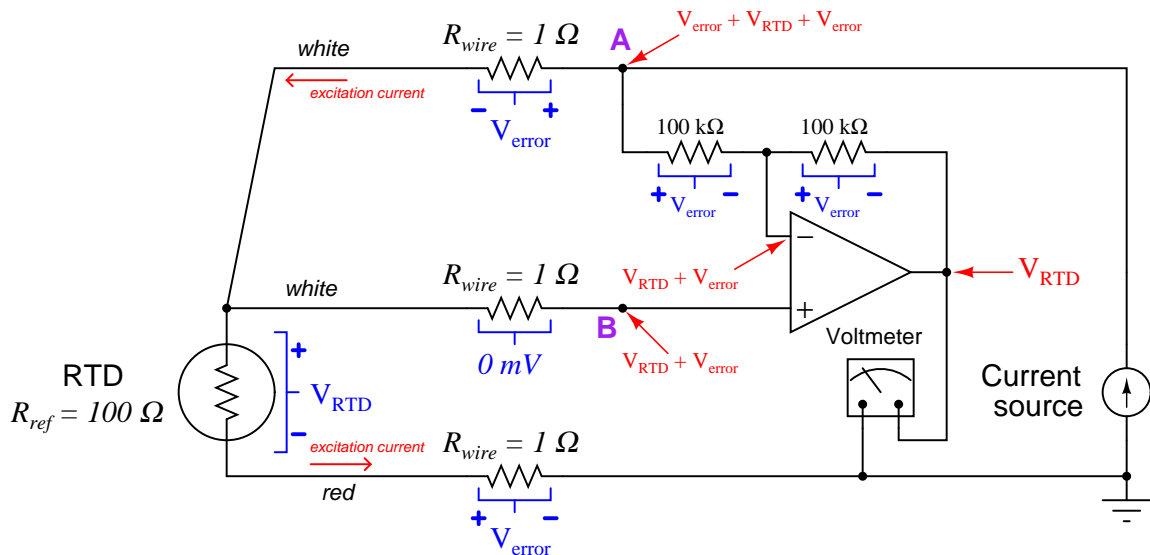 V_error + V_RTD + V_error
R_wire = 1 Ω
A
white
excitation current
− +
V_error
100 kΩ
100 kΩ
+ −
V_error
+ −
V_error
−
V_RTD + V_error
V_RTD
R_wire = 1 Ω
white
+
B
0 mV
V_RTD + V_error
Voltmeter
+
RTD
R_ref = 100 Ω
V_RTD
−
Current
source
excitation current
R_wire = 1 Ω
red
+ −
V_error